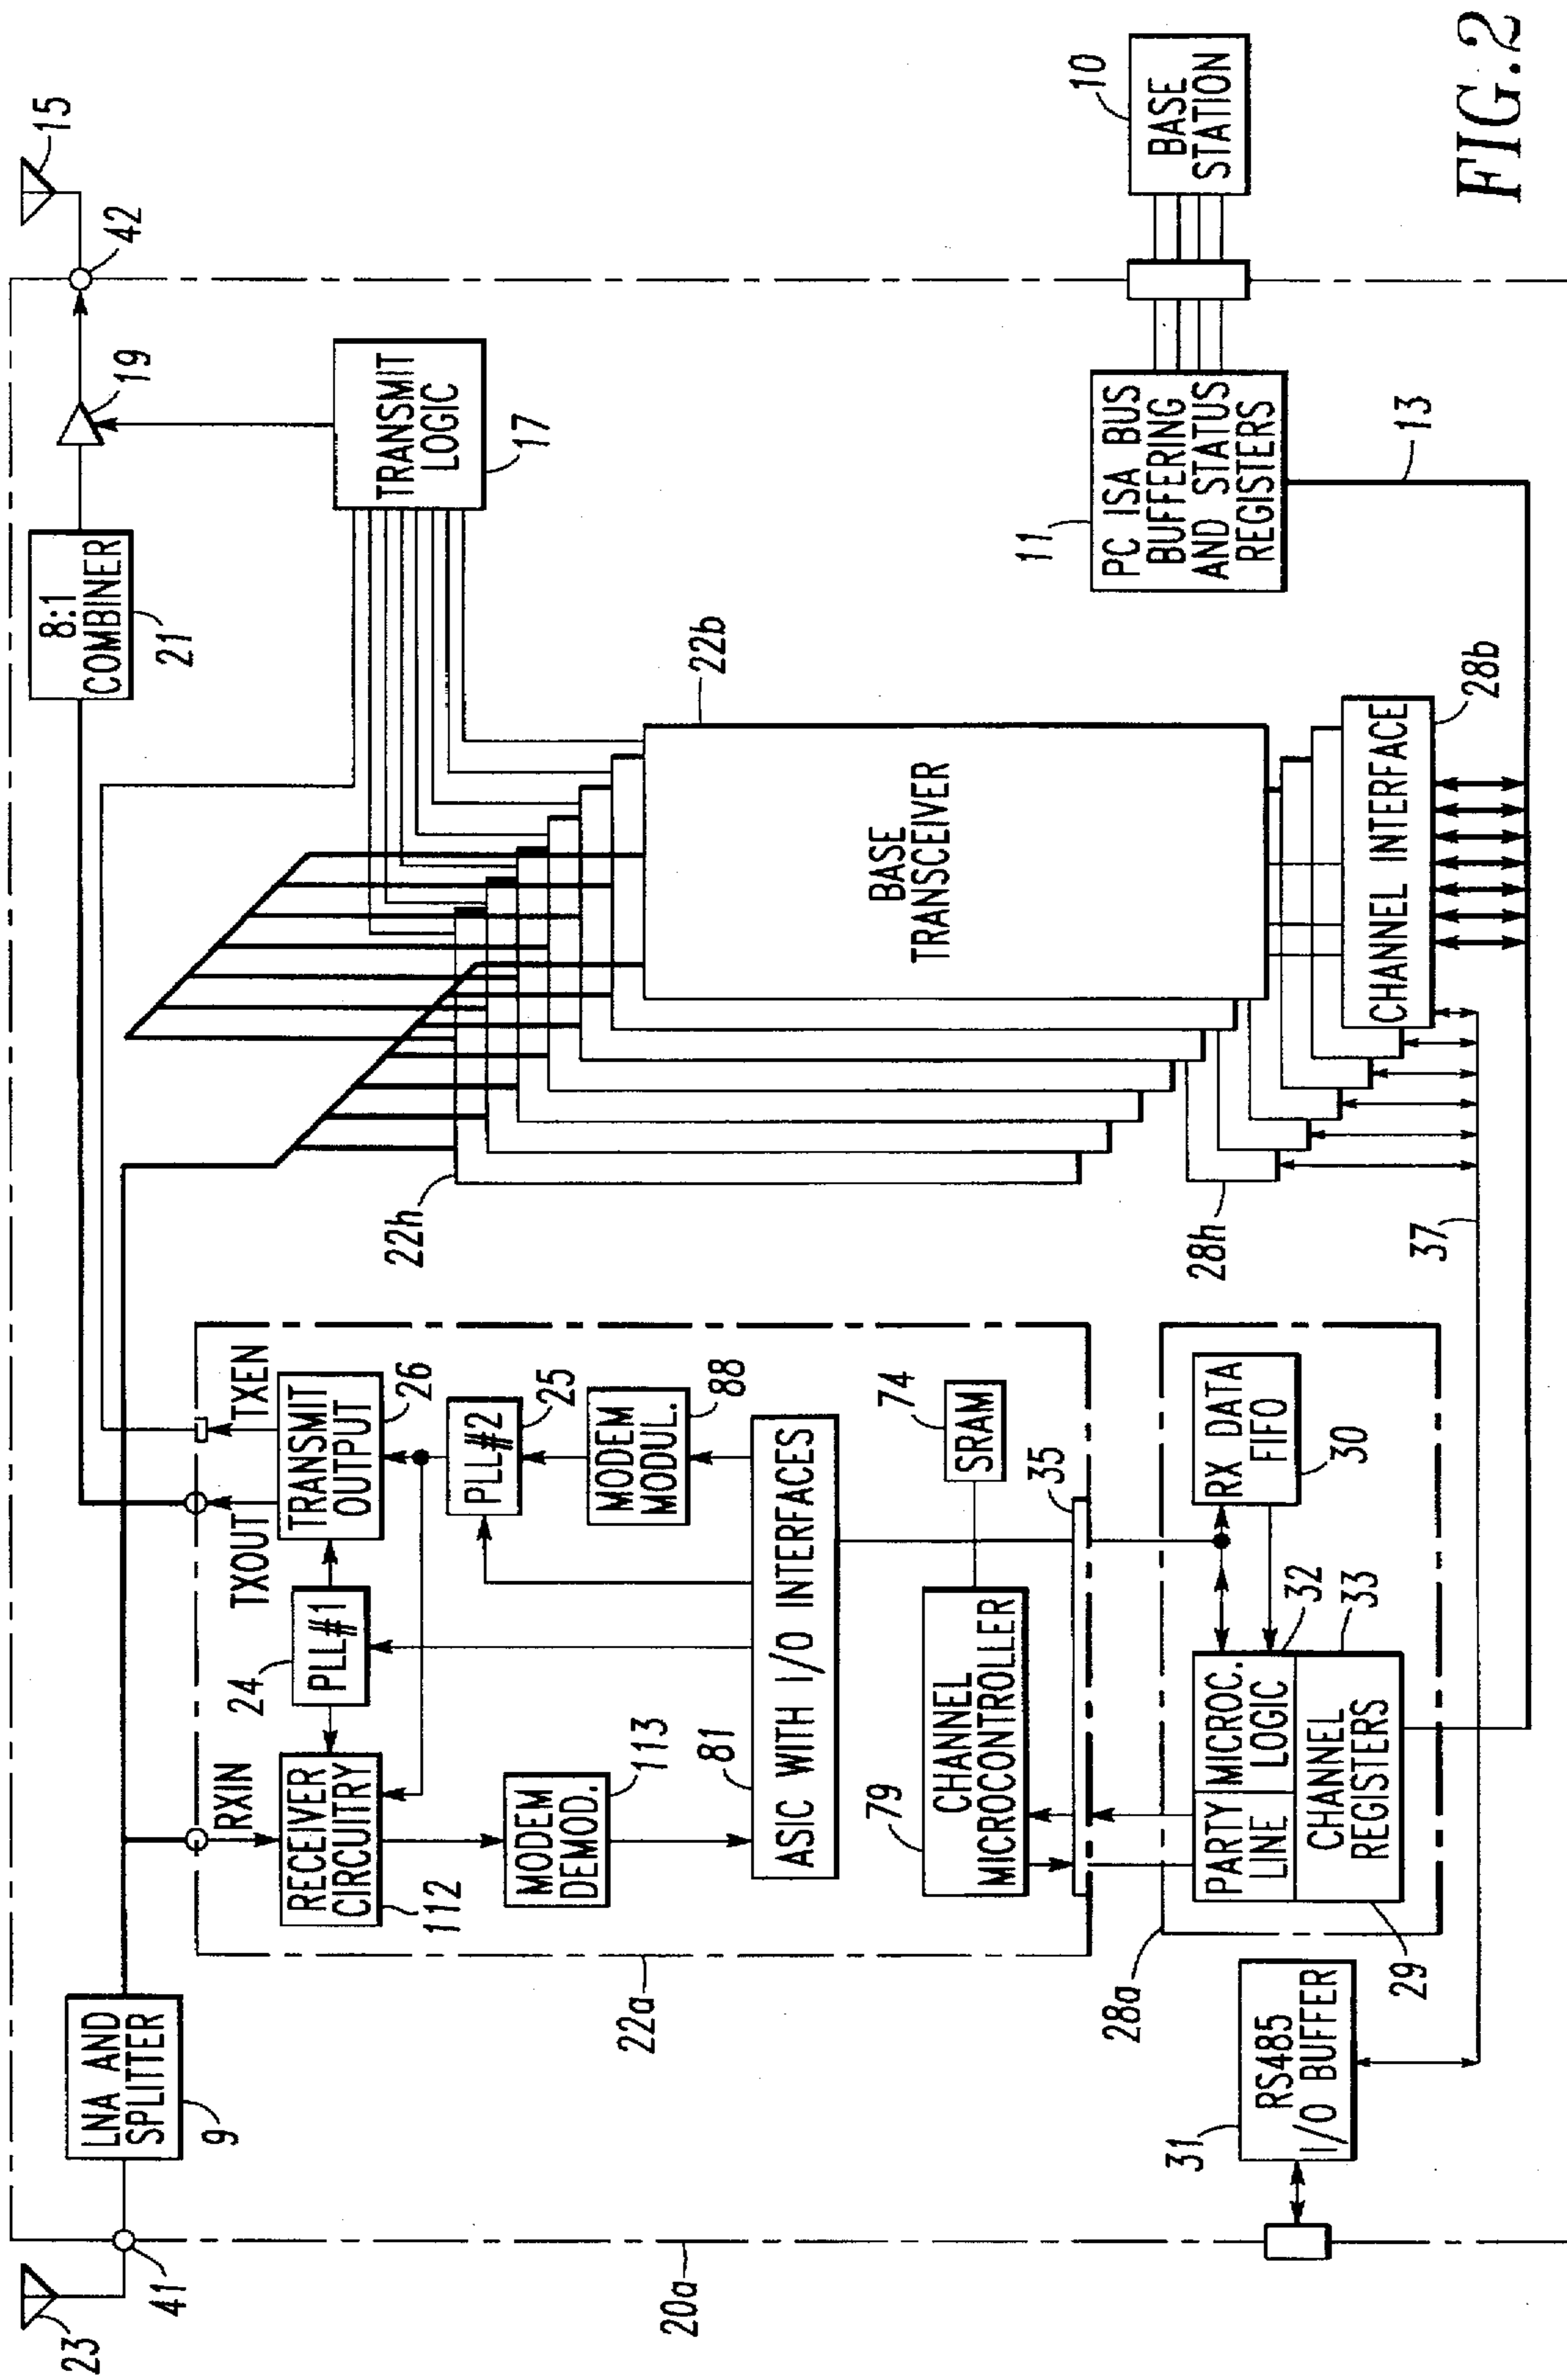 23
41
LNA AND
SPLITTER
9
8:1
COMBINER
21
19
42
15
20a
22a
RXIN
TXOUT
TXEN
RECEIVER
CIRCUITRY
112
24
PLL#1
TRANSMIT
OUTPUT
26
PLL#2
25
MODEM
DEMOD.
113
MODEM
MODUL.
88
81
ASIC WITH I/O INTERFACES
79
CHANNEL
MICROCONTROLLER
SRAM
74
35
28a
PARTY
LINE
MICROC.
LOGIC
CHANNEL
REGISTERS
29
32
33
RX DATA
FIFO
30
31
RS485
I/O BUFFER
37
22h
TRANSMIT
LOGIC
17
BASE
TRANSCEIVER
22b
28h
CHANNEL INTERFACE
28b
11
PC ISA BUS
BUFFERING
AND STATUS
REGISTERS
13
10
BASE
STATION
FIG.2